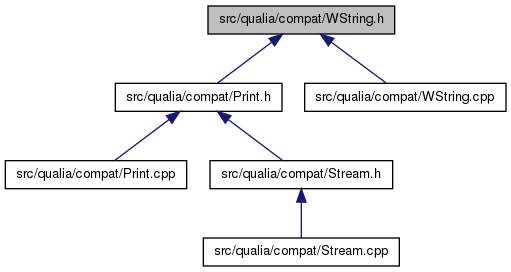 src/qualia/compat/WString.h
src/qualia/compat/Print.h
src/qualia/compat/WString.cpp
src/qualia/compat/Print.cpp
src/qualia/compat/Stream.h
src/qualia/compat/Stream.cpp